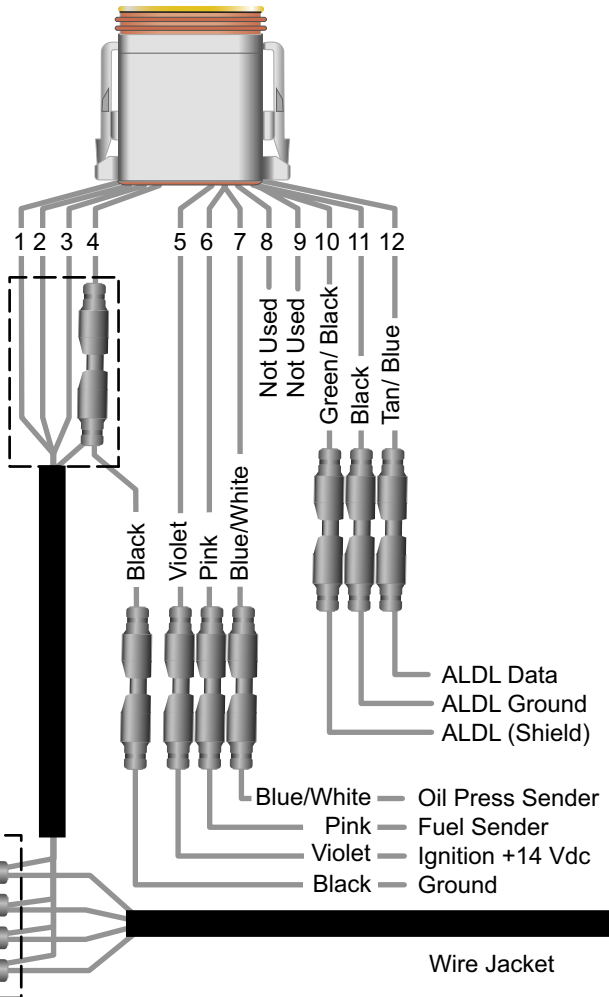 1 2 3 4 5 6 7 8 9 10 11 12
Not Used
Not Used
Green/ Black
Black
Tan/ Blue
Black
Violet
Pink
Blue/White
ALDL Data
ALDL Ground
ALDL (Shield)
Blue/White Oil Press Sender
Pink Fuel Sender
Violet Ignition +14 Vdc
Black Ground
Wire Jacket